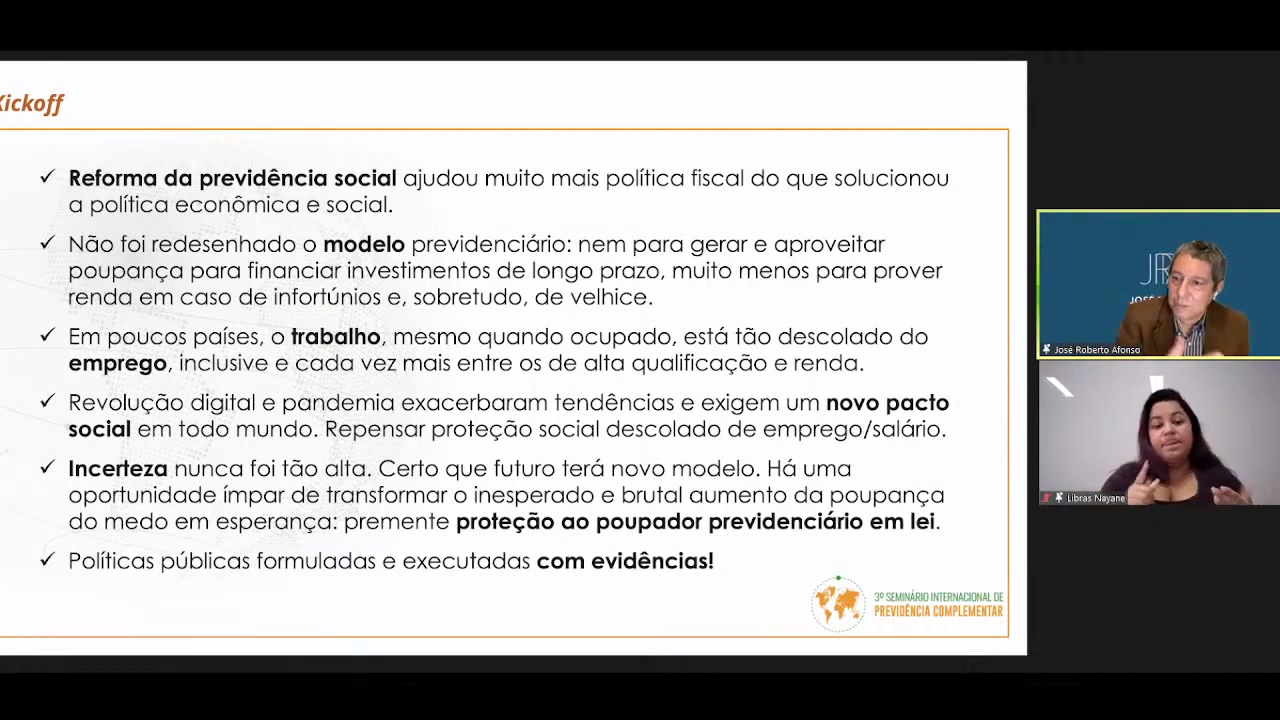 Kickoff
✓ Reforma da previdência social ajudou muito mais política fiscal do que solucionou
a política econômica e social.
✓ Não foi redesenhado o modelo previdenciário: nem para gerar e aproveitar
poupança para financiar investimentos de longo prazo, muito menos para prover
renda em caso de infortúnios e, sobretudo, de velhice.
✓ Em poucos países, o trabalho, mesmo quando ocupado, está tão descolado do
emprego, inclusive e cada vez mais entre os de alta qualificação e renda.
✓ Revolução digital e pandemia exacerbaram tendências e exigem um novo pacto
social em todo mundo. Repensar proteção social descolado de emprego/salário.
✓ Incerteza nunca foi tão alta. Certo que futuro terá novo modelo. Há uma
oportunidade ímpar de transformar o inesperado e brutal aumento da poupança
do medo em esperança: premente proteção ao poupador previdenciário em lei.
✓ Políticas públicas formuladas e executadas com evidências!
3º SEMINÁRIO INTERNACIONAL DE
PREVIDÊNCIA COMPLEMENTAR
JOSÉ
José Roberto Afonso
Libras Nayane